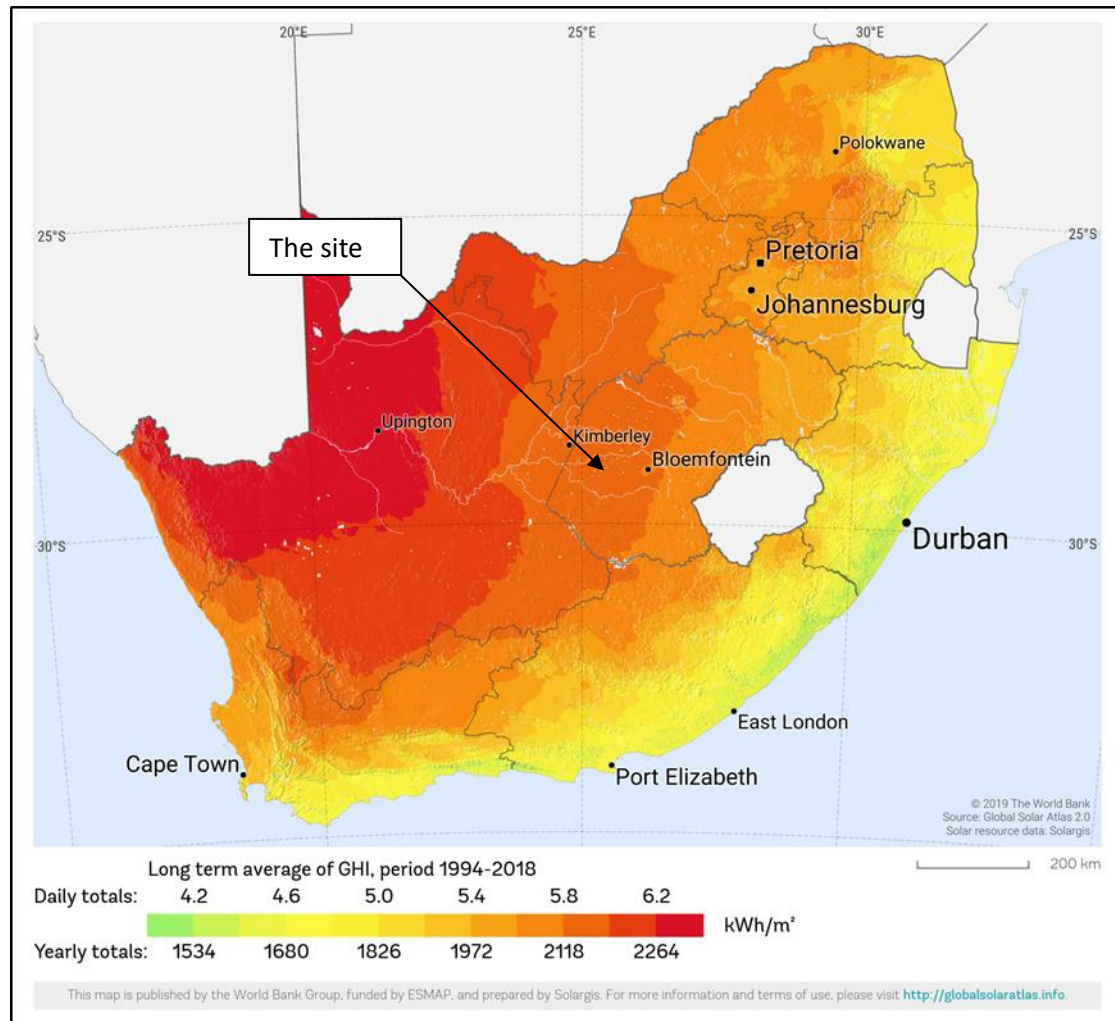 20°E 25°E 30°E
Polokwane
25°S 25°S
The site
Pretoria
Johannesburg
Upington
Kimberley
Bloemfontein
30°S Durban 30°S
East London
Cape Town
Port Elizabeth
© 2019 The World Bank
Source: Global Solar Atlas 2.0
Solar resource data: Solargis
Long term average of GHI, period 1994-2018
200 km
Daily totals: 4.2 4.6 5.0 5.4 5.8 6.2
kWh/m²
Yearly totals: 1534 1680 1826 1972 2118 2264
This map is published by the World Bank Group, funded by ESMAP, and prepared by Solargis. For more information and terms of use, please visit http://globalsolaratlas.info.